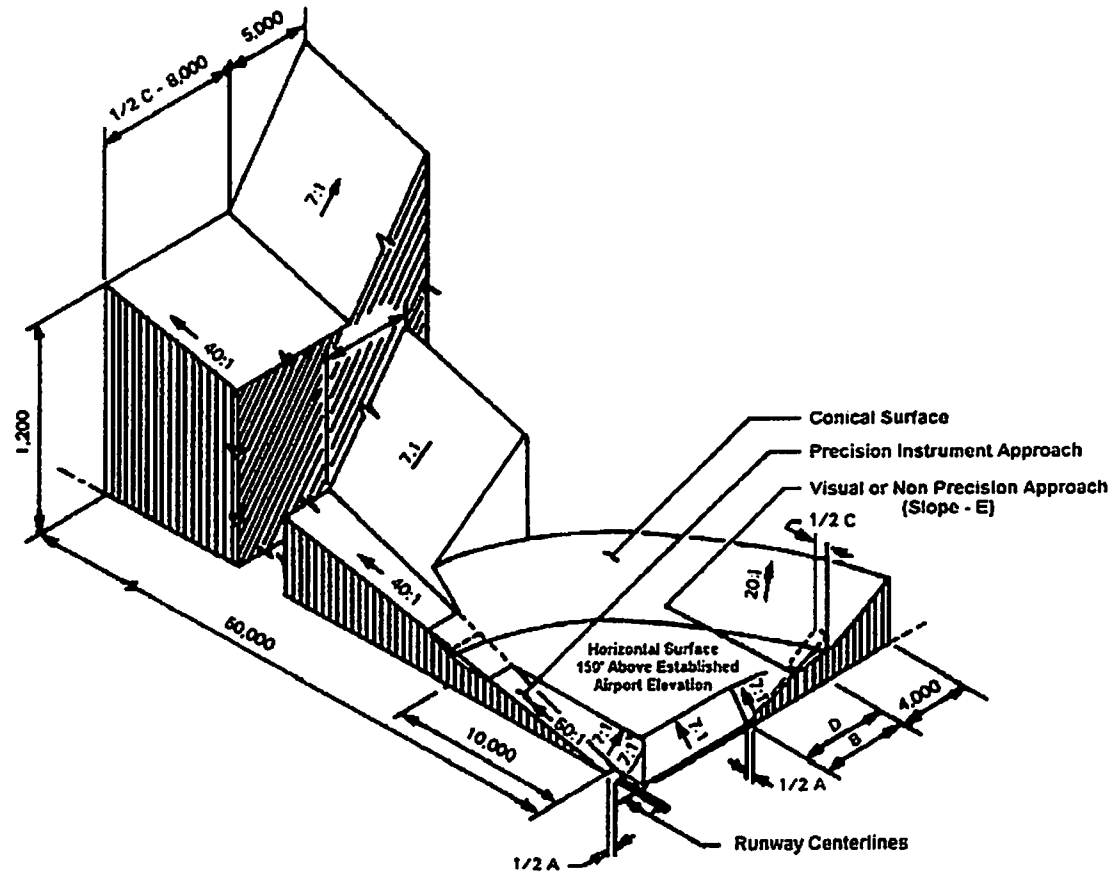 5,000
1/2 C - 8,000
7:1
40:1
1,200
7:1
Conical Surface
Precision Instrument Approach
Visual or Non Precision Approach
(Slope - E)
1/2 C
20:1
40:1
Horizontal Surface
150' Above Established
Airport Elevation
50,000
50:1
7:1
7:1
7:1
7:1
4,000
D
B
10,000
1/2 A
Runway Centerlines
1/2 A